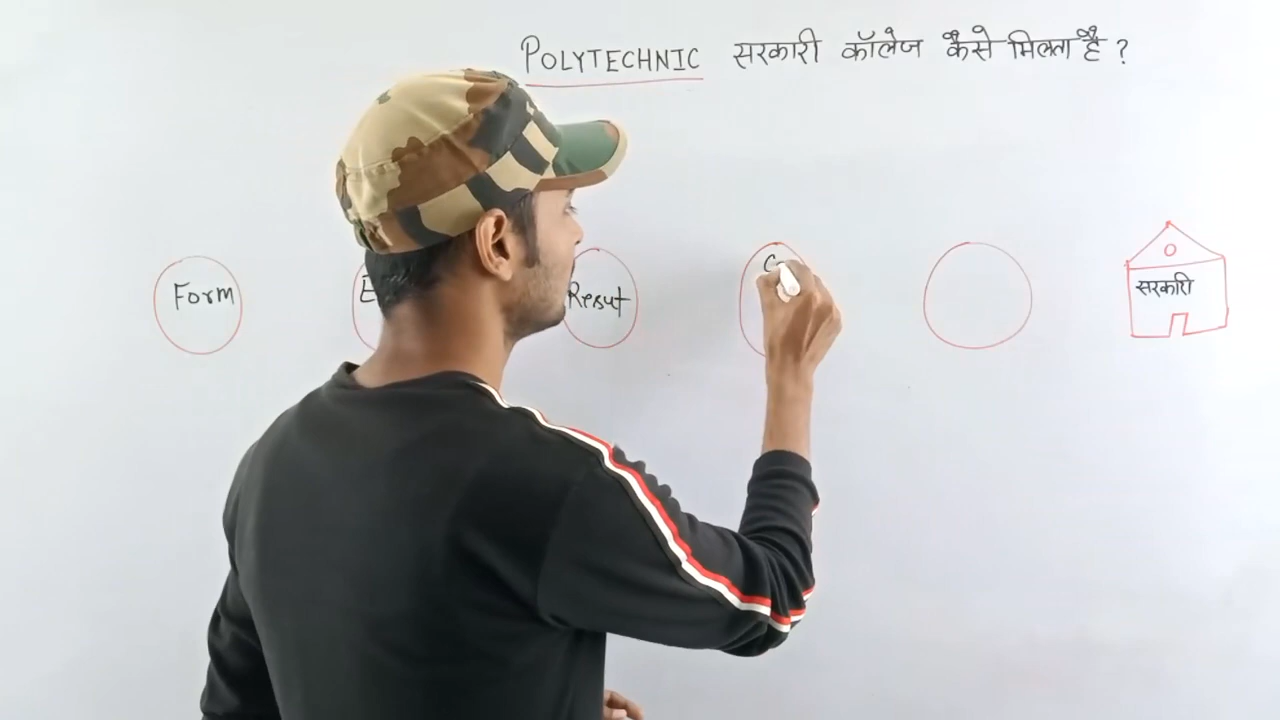 POLYTECHNIC सरकारी कॉलेज कैसे मिलता है ?
Form
Resut
सरकारी